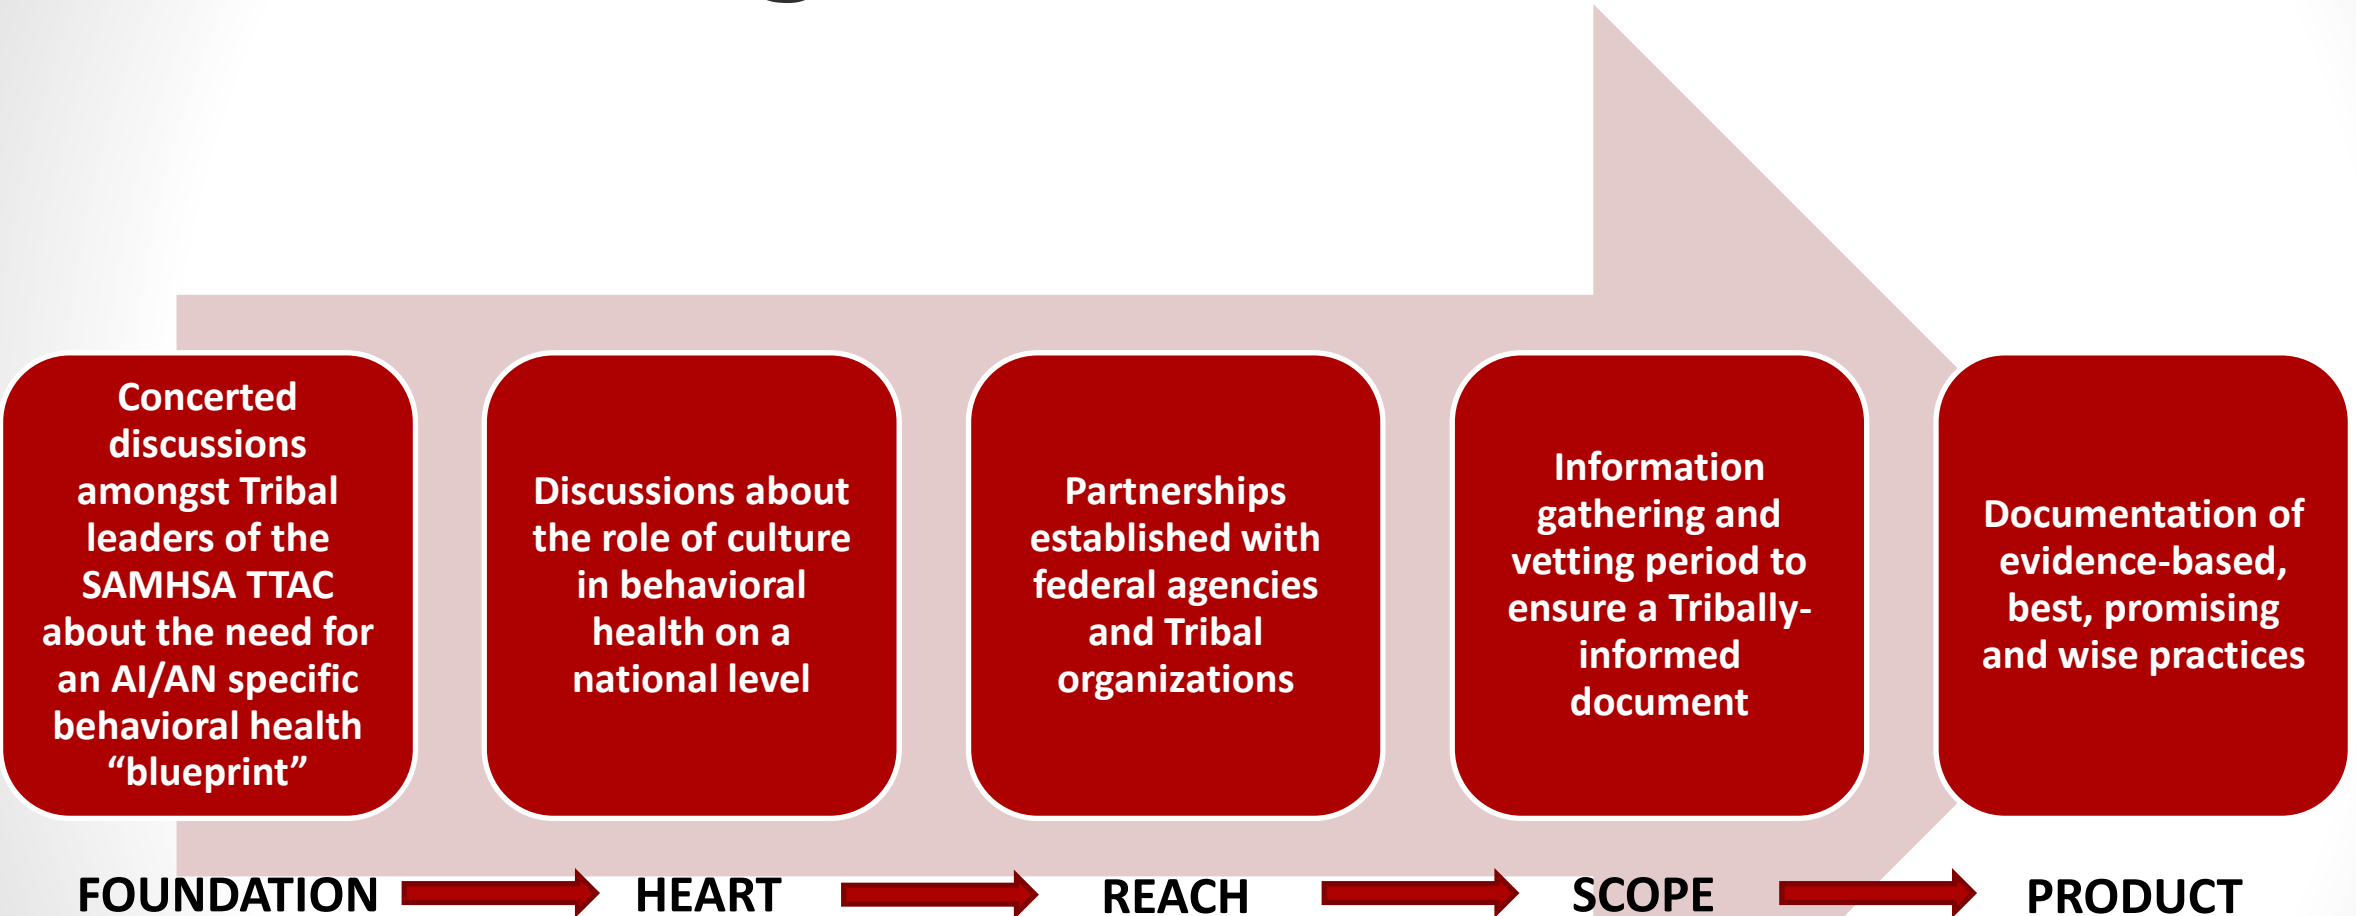 Concerted
discussions
amongst Tribal
leaders of the
SAMHSA TTAC
about the need for
an AI/AN specific
behavioral health
“blueprint”
Discussions about
the role of culture
in behavioral
health on a
national level
Partnerships
established with
federal agencies
and Tribal
organizations
Information
gathering and
vetting period to
ensure a Tribally-
informed
document
Documentation of
evidence-based,
best, promising
and wise practices
FOUNDATION HEART REACH SCOPE PRODUCT